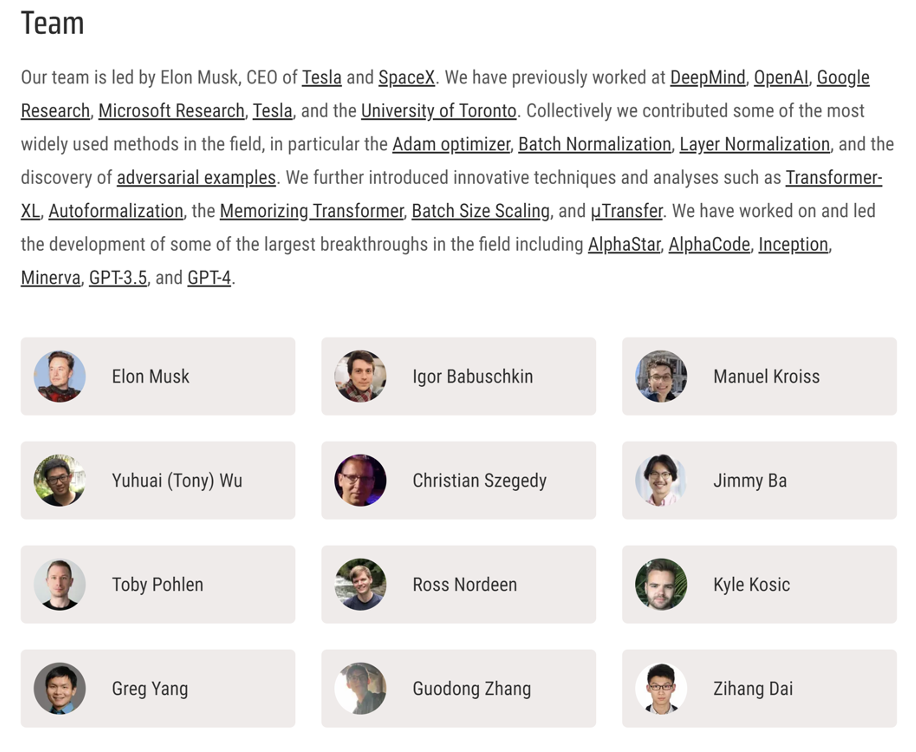 Team
Our team is led by Elon Musk, CEO of Tesla and SpaceX. We have previously worked at DeepMind, OpenAI, Google
Research, Microsoft Research, Tesla, and the University of Toronto. Collectively we contributed some of the most
widely used methods in the field, in particular the Adam optimizer, Batch Normalization, Layer Normalization, and the
discovery of adversarial examples. We further introduced innovative techniques and analyses such as Transformer-
XL, Autoformalization, the Memorizing Transformer, Batch Size Scaling, and μTransfer. We have worked on and led
the development of some of the largest breakthroughs in the field including AlphaStar, AlphaCode, Inception,
Minerva, GPT-3.5, and GPT-4.
Elon Musk
Igor Babuschkin
Manuel Kroiss
Yuhuai (Tony) Wu
Christian Szegedy
Jimmy Ba
Toby Pohlen
Ross Nordeen
Kyle Kosic
Greg Yang
Guodong Zhang
Zihang Dai